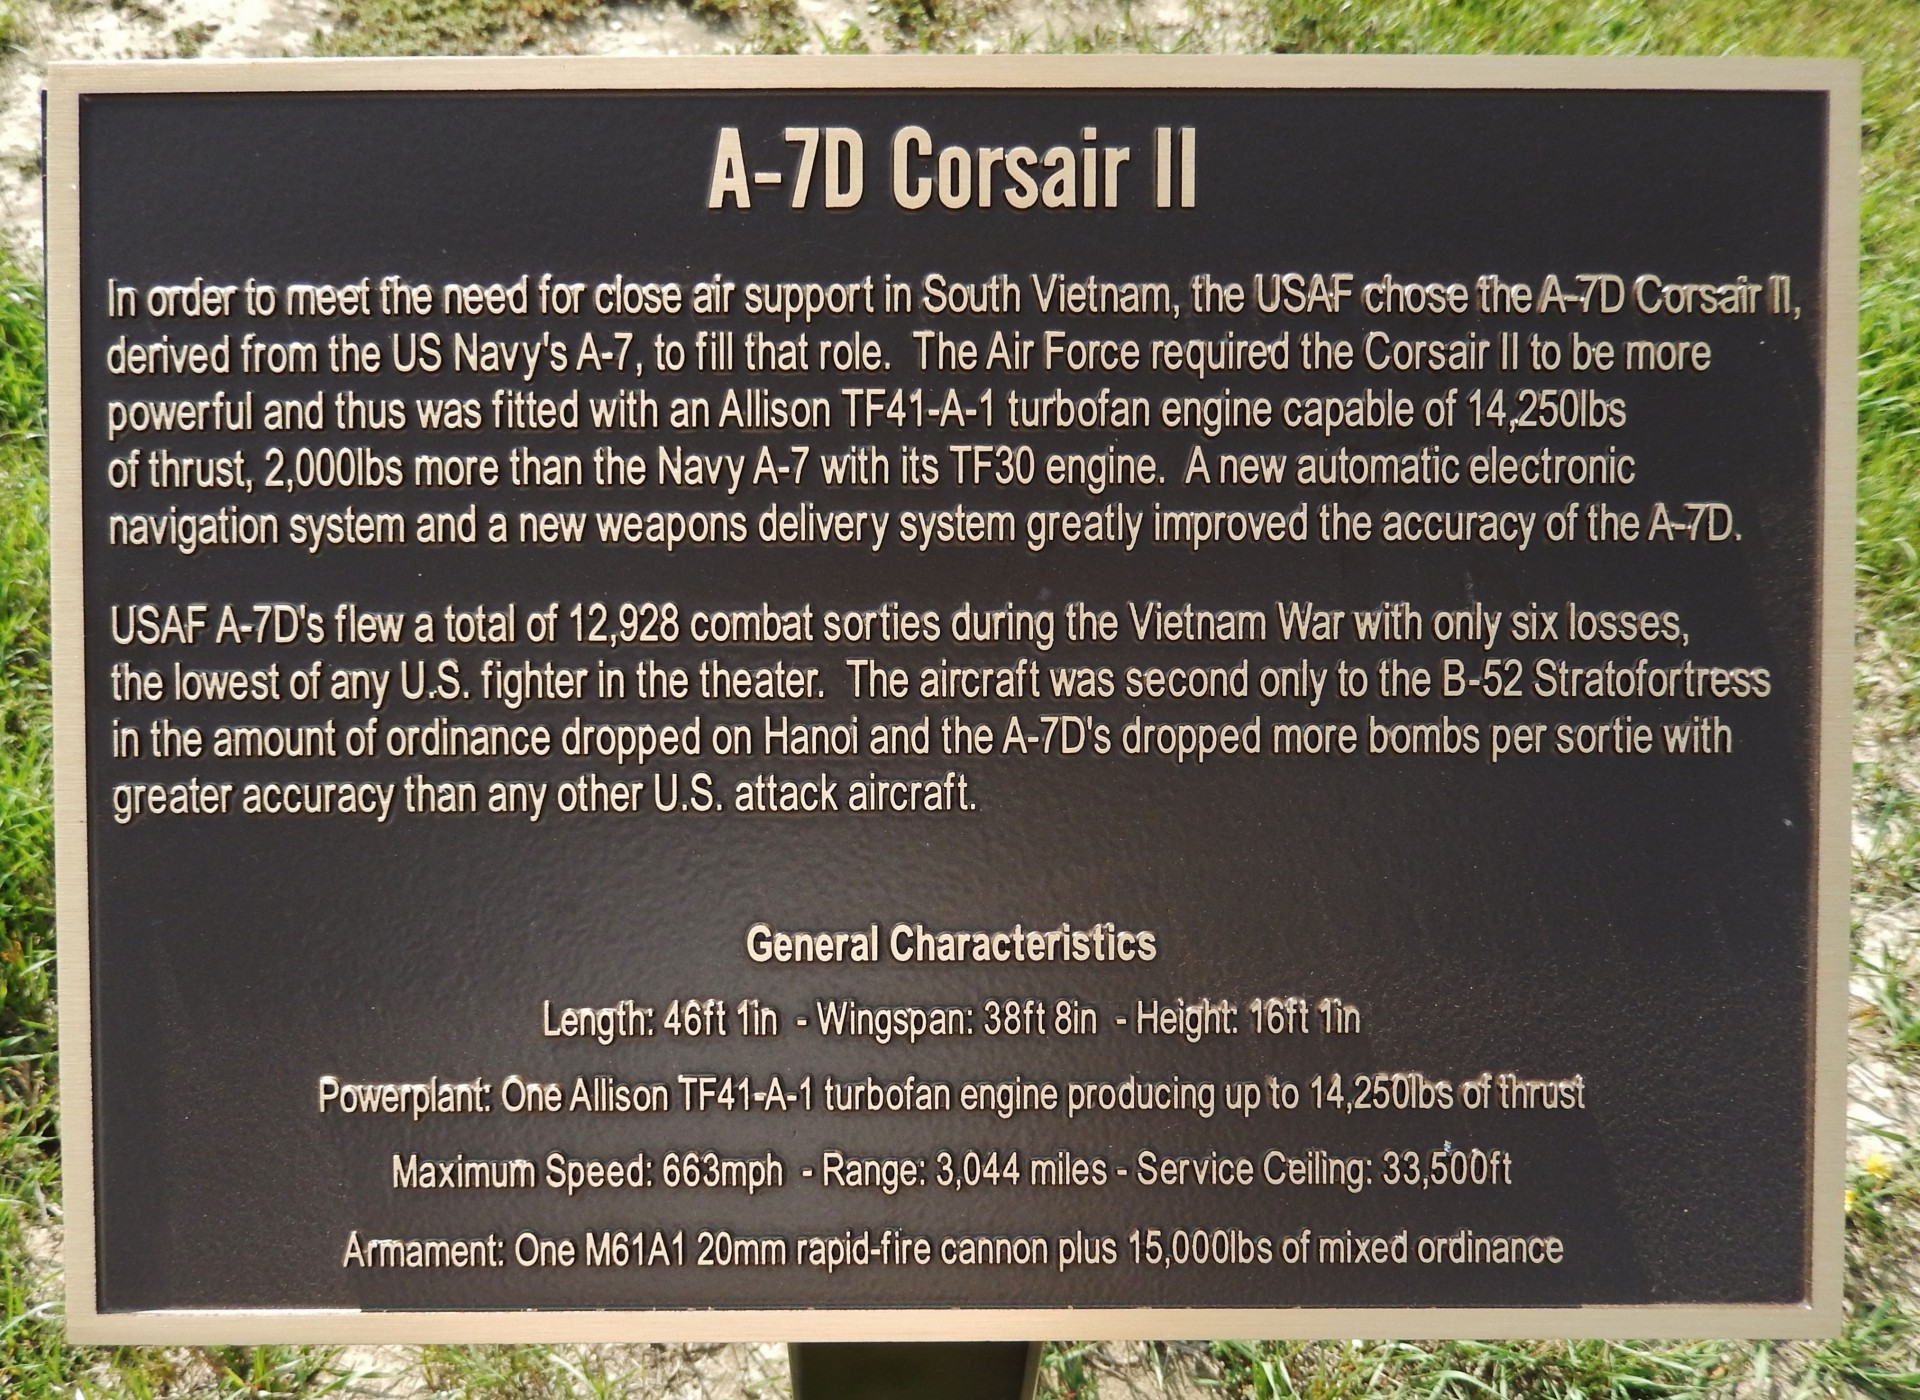 A-7D Corsair II
In order to meet the need for close air support in South Vietnam, the USAF chose the A-7D Corsair II,
derived from the US Navy's A-7, to fill that role. The Air Force required the Corsair II to be more
powerful and thus was fitted with an Allison TF41-A-1 turbofan engine capable of 14,250lbs
of thrust, 2,000lbs more than the Navy A-7 with its TF30 engine. A new automatic electronic
navigation system and a new weapons delivery system greatly improved the accuracy of the A-7D.
USAF A-7D's flew a total of 12,928 combat sorties during the Vietnam War with only six losses,
the lowest of any U.S. fighter in the theater. The aircraft was second only to the B-52 Stratofortress
in the amount of ordinance dropped on Hanoi and the A-7D's dropped more bombs per sortie with
greater accuracy than any other U.S. attack aircraft.
General Characteristics
Length: 46ft 1in - Wingspan: 38ft 8in - Height: 16ft 1in
Powerplant: One Allison TF41-A-1 turbofan engine producing up to 14,250lbs of thrust
Maximum Speed: 663mph - Range: 3,044 miles - Service Ceiling: 33,500ft
Armament: One M61A1 20mm rapid-fire cannon plus 15,000lbs of mixed ordinance